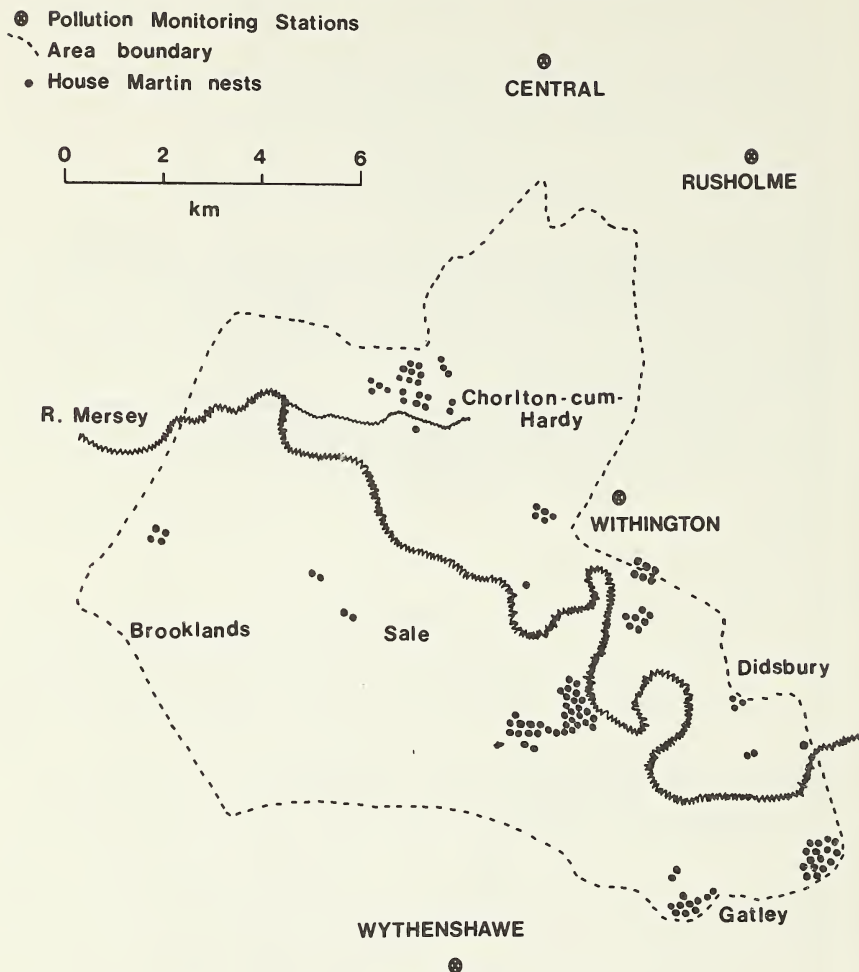 Pollution Monitoring Stations
Area boundary
House Martin nests
CENTRAL
0 2 4 6
km
RUSHOLME
R. Mersey
Chorlton-cum-
Hardy
WITHINGTON
Brooklands
Sale
Didsbury
Gatley
WYTHENSHAWE